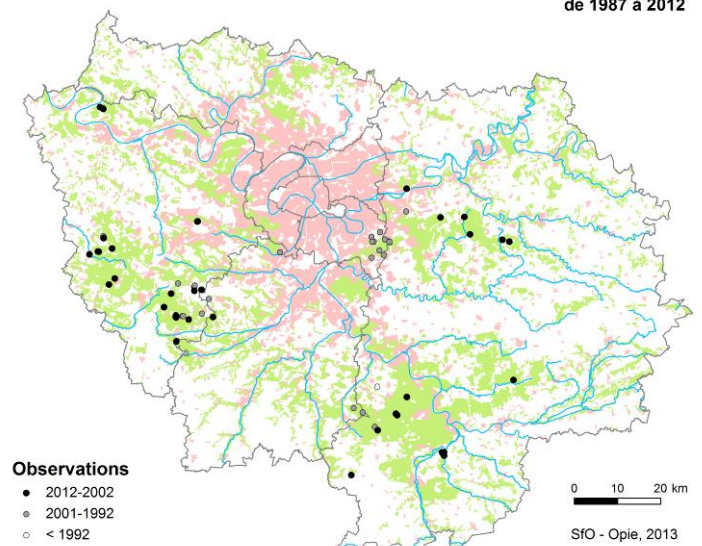 de 1987 à 2012
Observations
2012-2002
2001-1992
< 1992
0 10 20 km
SfO - Opie, 2013